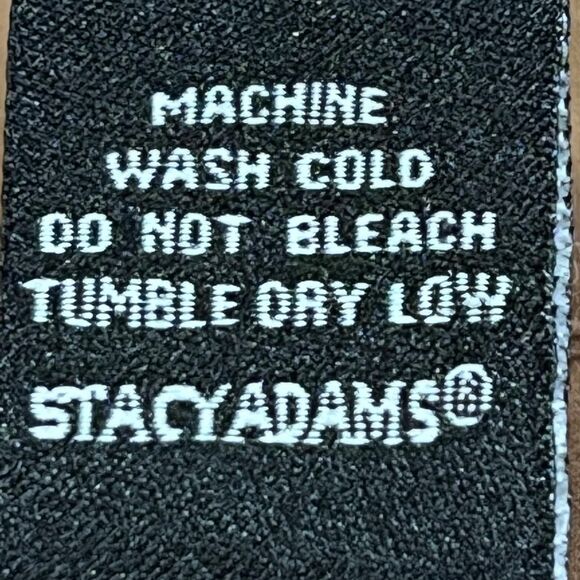 MACHINE
WASH COLD
DO NOT BLEACH
TUMBLE DRY LOW
STACYADAMS®